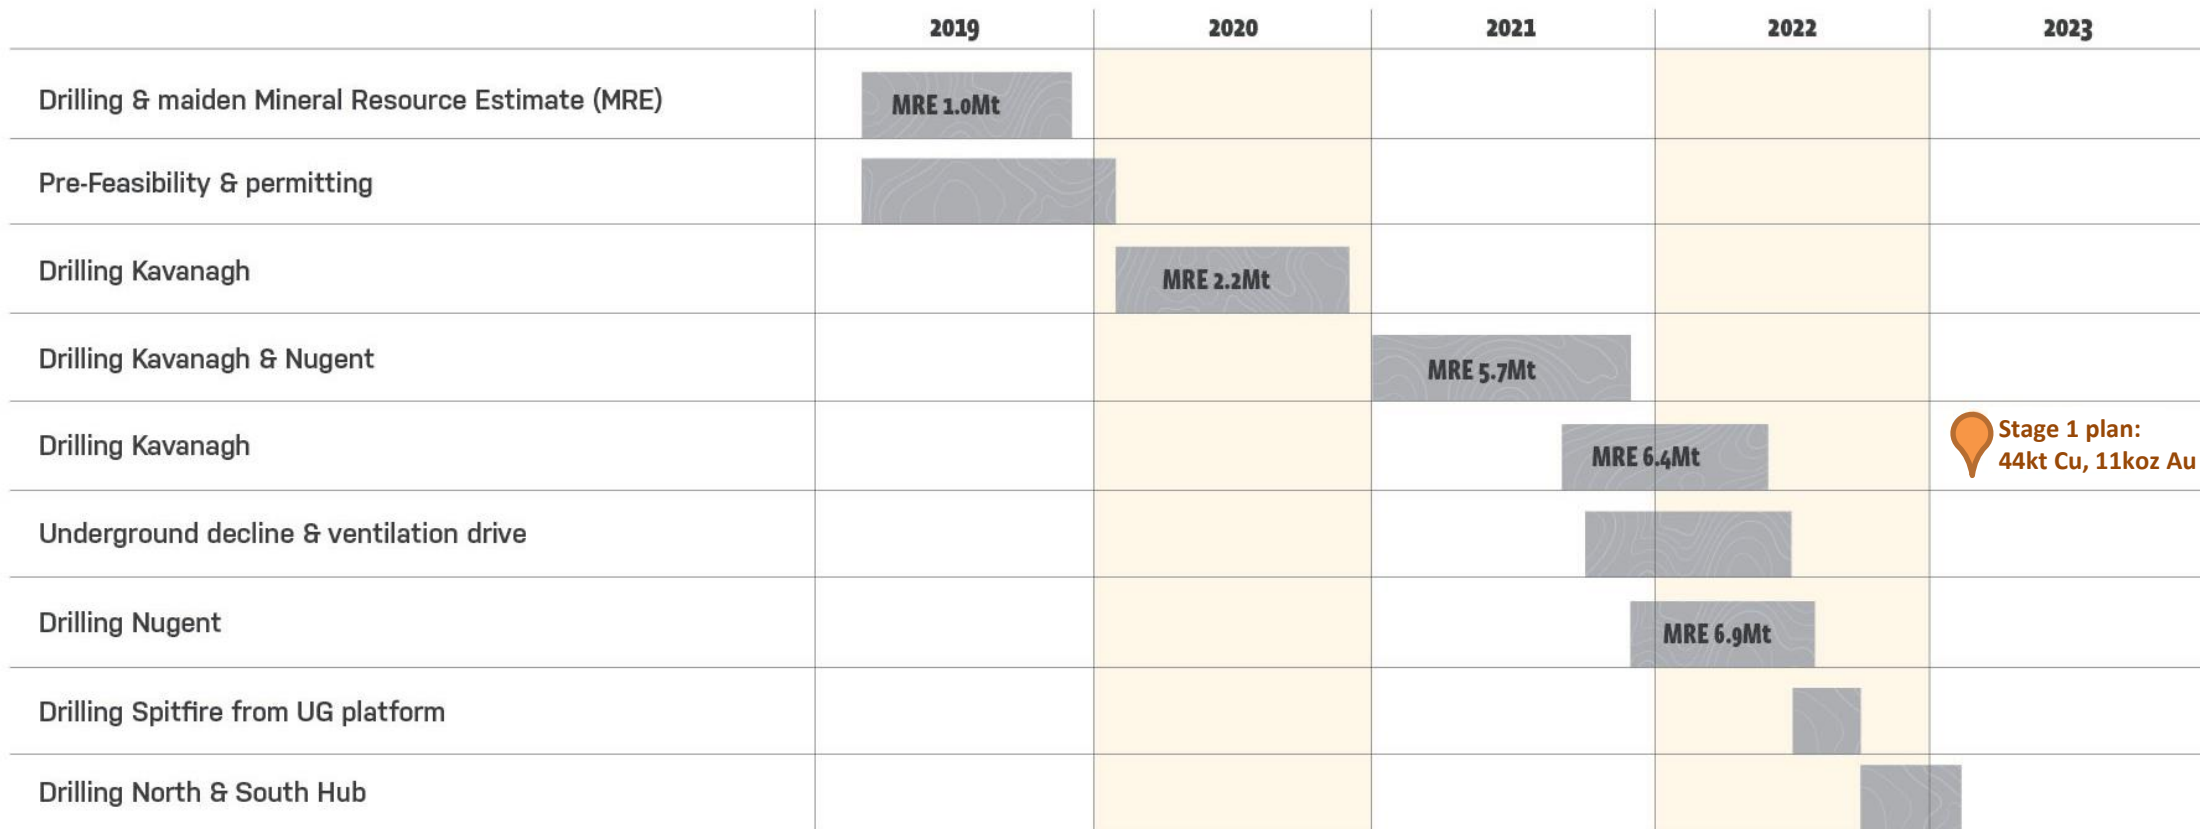 2019 2020 2021 2022 2023
Drilling & maiden Mineral Resource Estimate (MRE)
MRE 1.0Mt
Pre-Feasibility & permitting
Drilling Kavanagh
MRE 2.2Mt
Drilling Kavanagh & Nugent
MRE 5.7Mt
Drilling Kavanagh
MRE 6.4Mt
Stage 1 plan:
44kt Cu, 11koz Au
Underground decline & ventilation drive
Drilling Nugent
MRE 6.9Mt
Drilling Spitfire from UG platform
Drilling North & South Hub